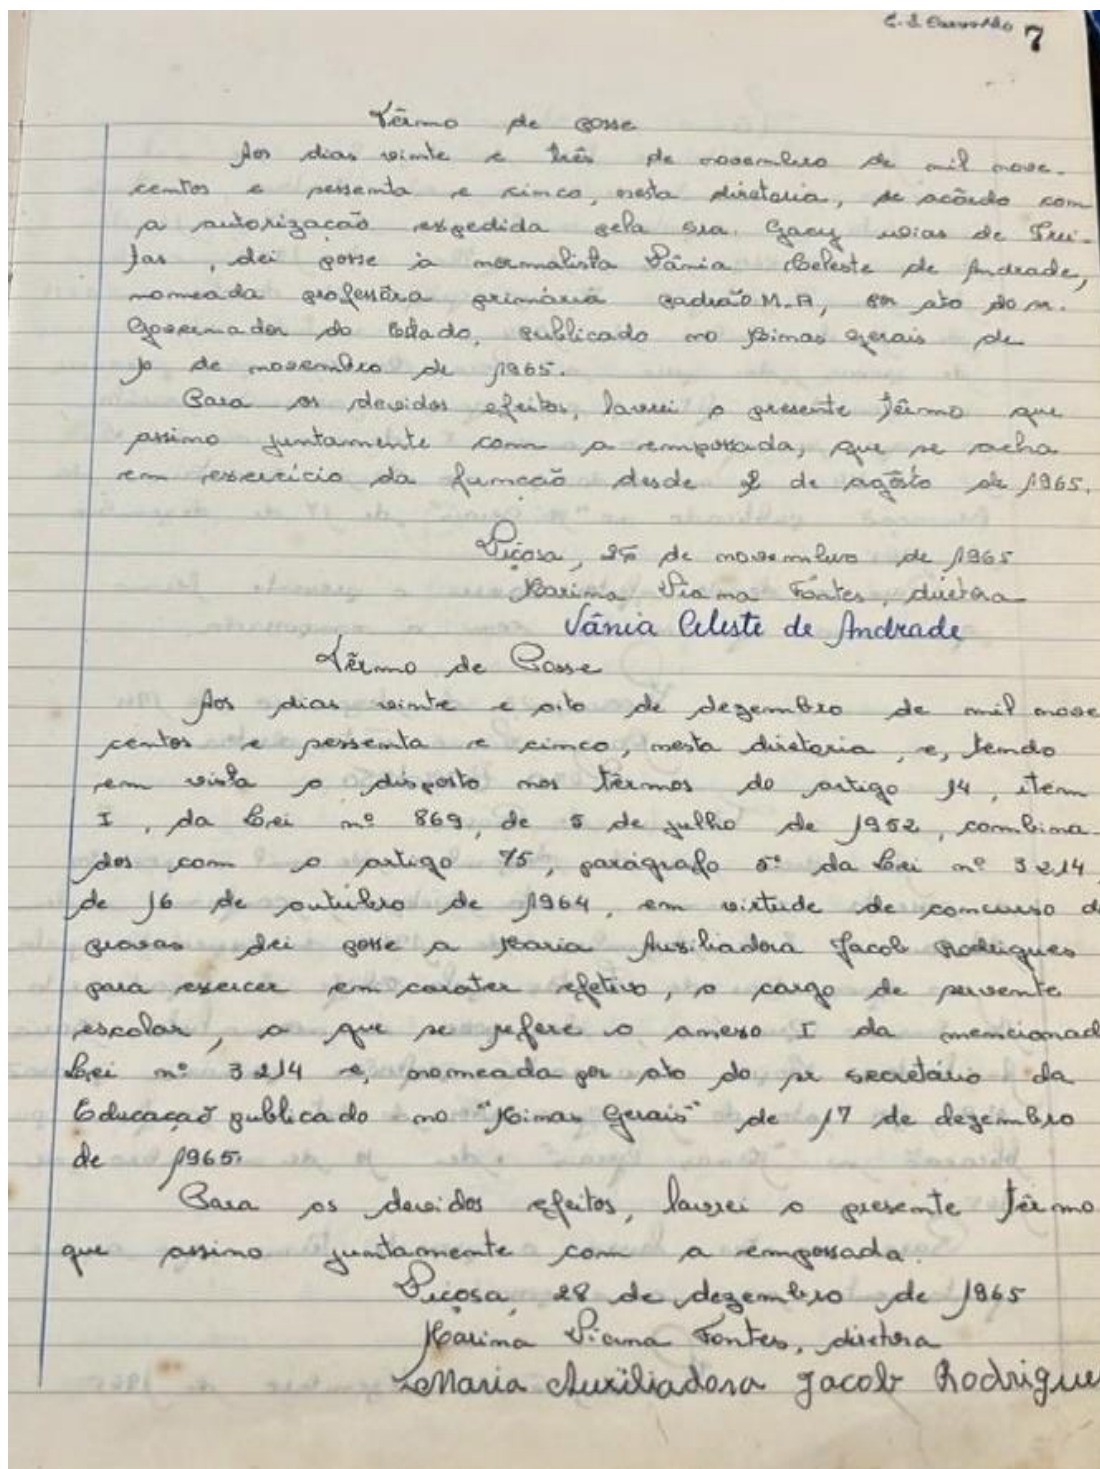 C. S. Carvalho 7
Têrmo de posse
Aos dias vinte e três de novembro de mil nove-
centos e sessenta e cinco, nesta diretoria, de acôrdo com
a autorização expedida pela sra. Gacy Dias de Frei-
tas, dei posse à normalista Vânia Celeste de Andrade,
nomeada professôra primária padrão M.A, por ato do sr.
Governador do Estado, publicado no Minas Gerais de
10 de novembro de 1965.
Para os devidos efeitos, lavrei o presente têrmo que
assino juntamente com a empossada, que se acha
em exercício da função desde 2 de agôsto de 1965.
Viçosa, de novembro de 1965
Marina Viana Fontes, diretora
Vânia Celeste de Andrade
Têrmo de Posse
Aos dias vinte e oito de dezembro de mil nove
centos e sessenta e cinco, nesta diretoria, e, tendo
em vista o disposto nos têrmos do artigo 14, item
I, da Lei nº 869, de 5 de julho de 1952, combina-
dos com o artigo 75, parágrafo 5º da Lei nº 3214,
de 16 de outúbro de 1964, em virtude de concurso d
provas dei posse a Maria Auxiliadora Jacob Rodrigues
para exercer em carater efetivo, o cargo de servente
escolar, a que se refere o anexo I da mencionad
Lei nº 3214 e, nomeada por ato do sr secretário da
Educação publicado no "Minas Gerais" de 17 de dezembro
de 1965.
Para os devidos efeitos, lavrei o presente têrmo
que assino juntamente com a empossada.
Viçosa, 28 de dezembro de 1965
Marina Viana Fontes, diretora
Maria Auxiliadora Jacob Rodrigue